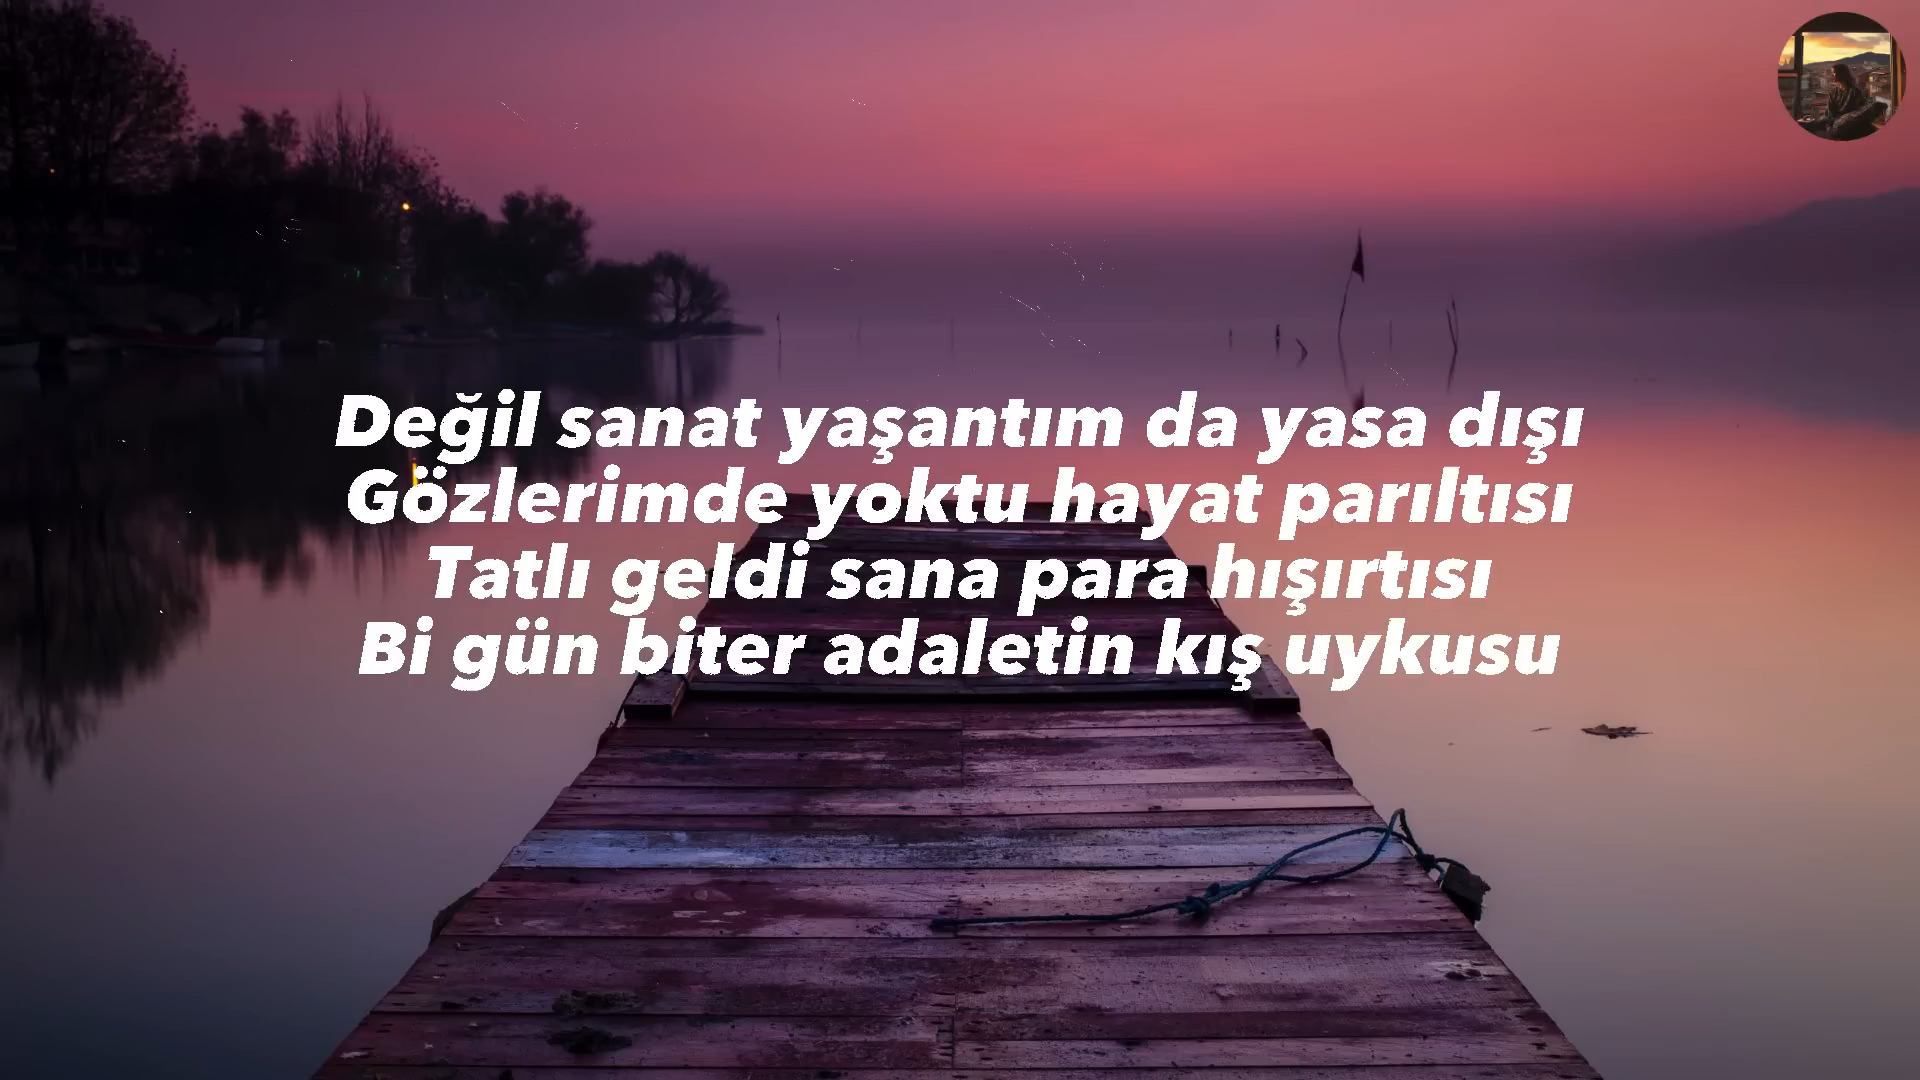 Değil sanat yaşantım da yasa dışı
Gözlerimde yoktu hayat parıltısı
Tatlı geldi sana para hışırtısı
Bi gün biter adaletin kış uykusu